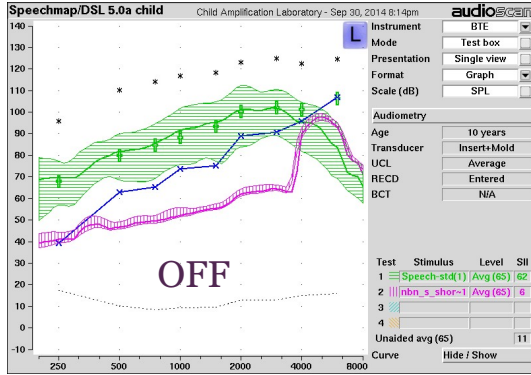 Speechmap/DSL 5.0a child
Child Amplification Laboratory - Sep 30, 2014 8:14pm
audioscan
L
Instrument BTE
Mode Test box
Presentation Single view
Format Graph
Scale (dB) SPL
Audiometry
Age 10 years
Transducer Insert+Mold
UCL Average
RECD Entered
BCT N/A
Test Stimulus Level SII
1 Speech-std(1) Avg (65) 62
2 nbn_s_shor~1 Avg (65) 6
3
4
Unaided avg (65) 11
Curve Hide / Show
140
130
120
110
100
90
80
70
60
50
40
30
20
10
0
-10
OFF
250 500 1000 2000 4000 8000